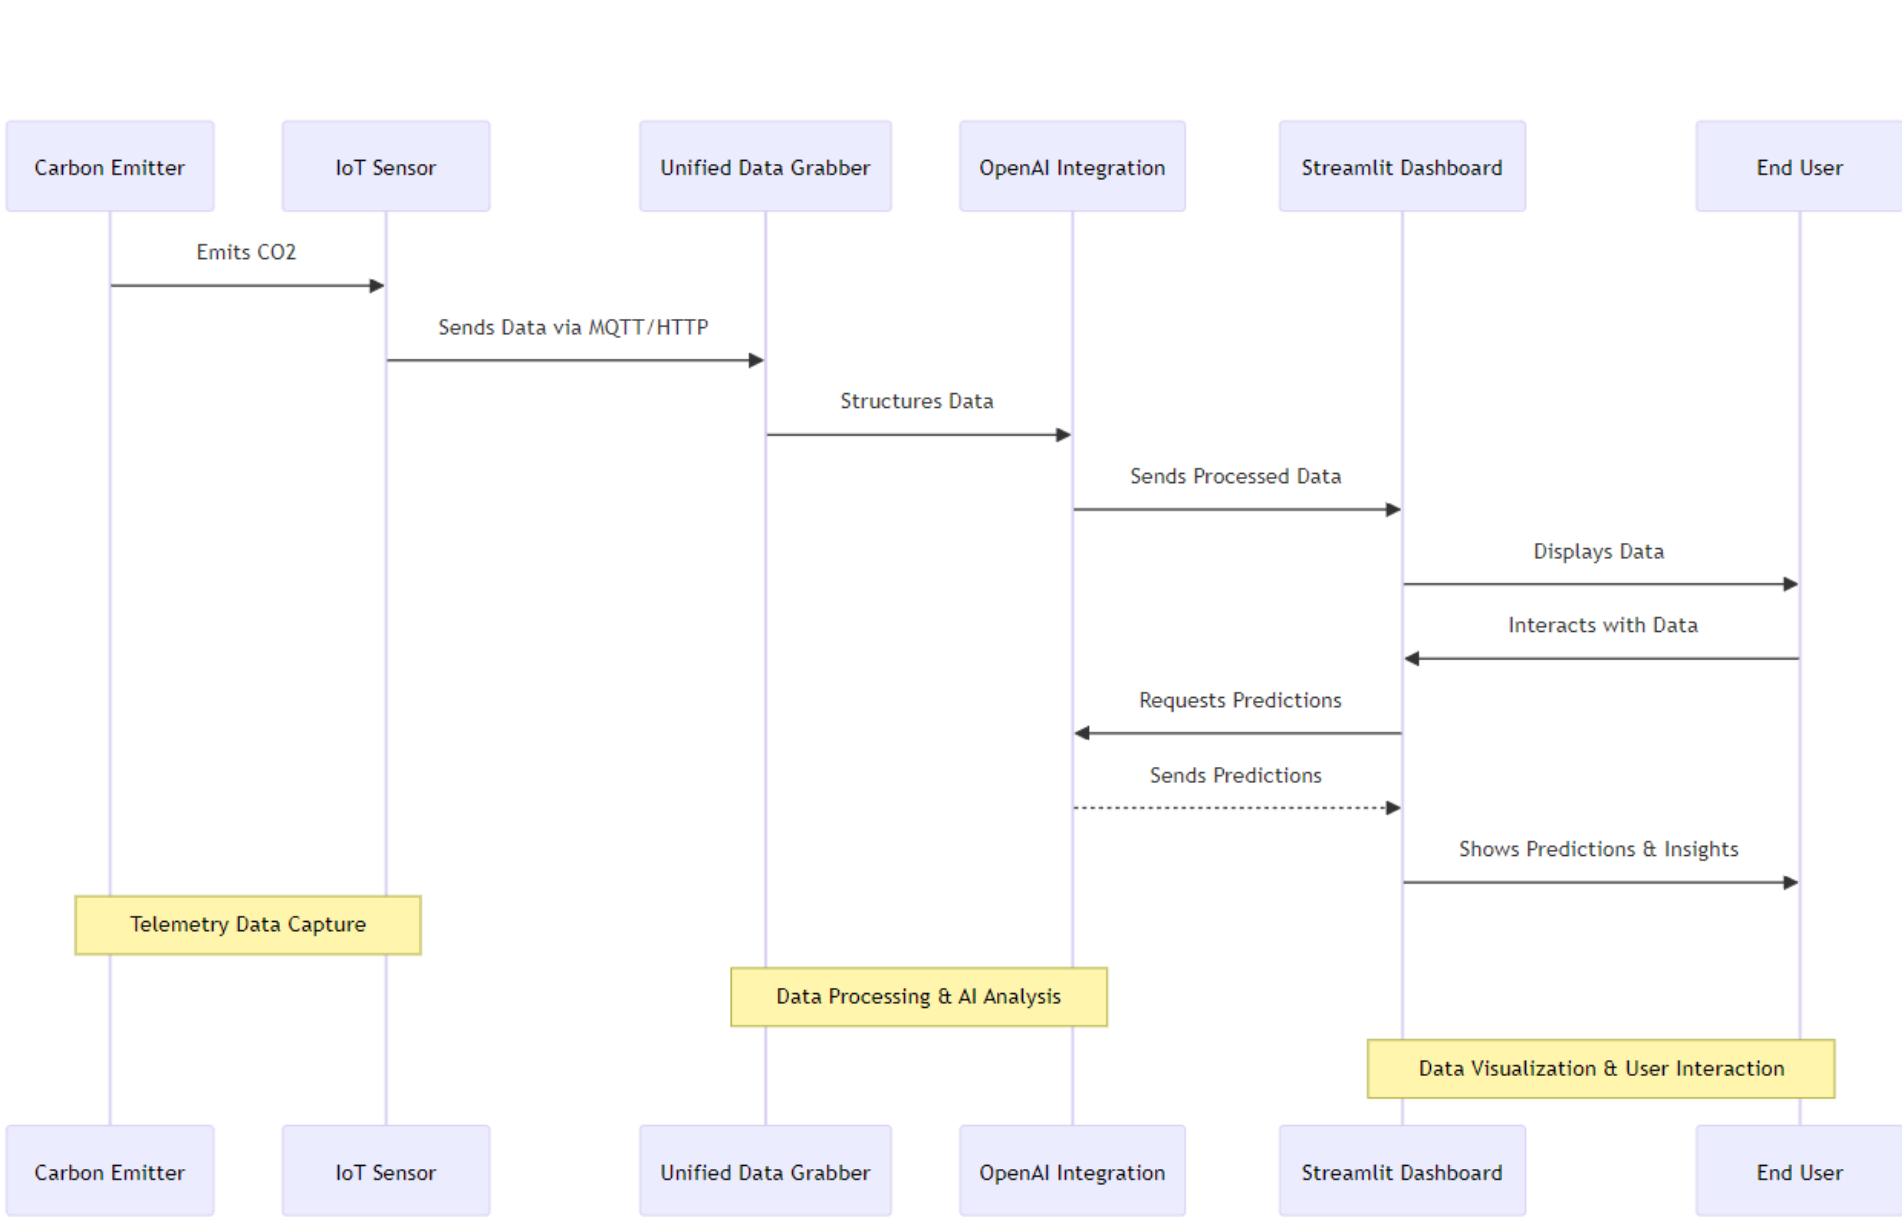 Carbon Emitter
IoT Sensor
Unified Data Grabber
OpenAI Integration
Streamlit Dashboard
End User
Emits CO2
Sends Data via MQTT/HTTP
Structures Data
Sends Processed Data
Displays Data
Interacts with Data
Requests Predictions
Sends Predictions
Shows Predictions & Insights
Telemetry Data Capture
Data Processing & AI Analysis
Data Visualization & User Interaction
Carbon Emitter
IoT Sensor
Unified Data Grabber
OpenAI Integration
Streamlit Dashboard
End User